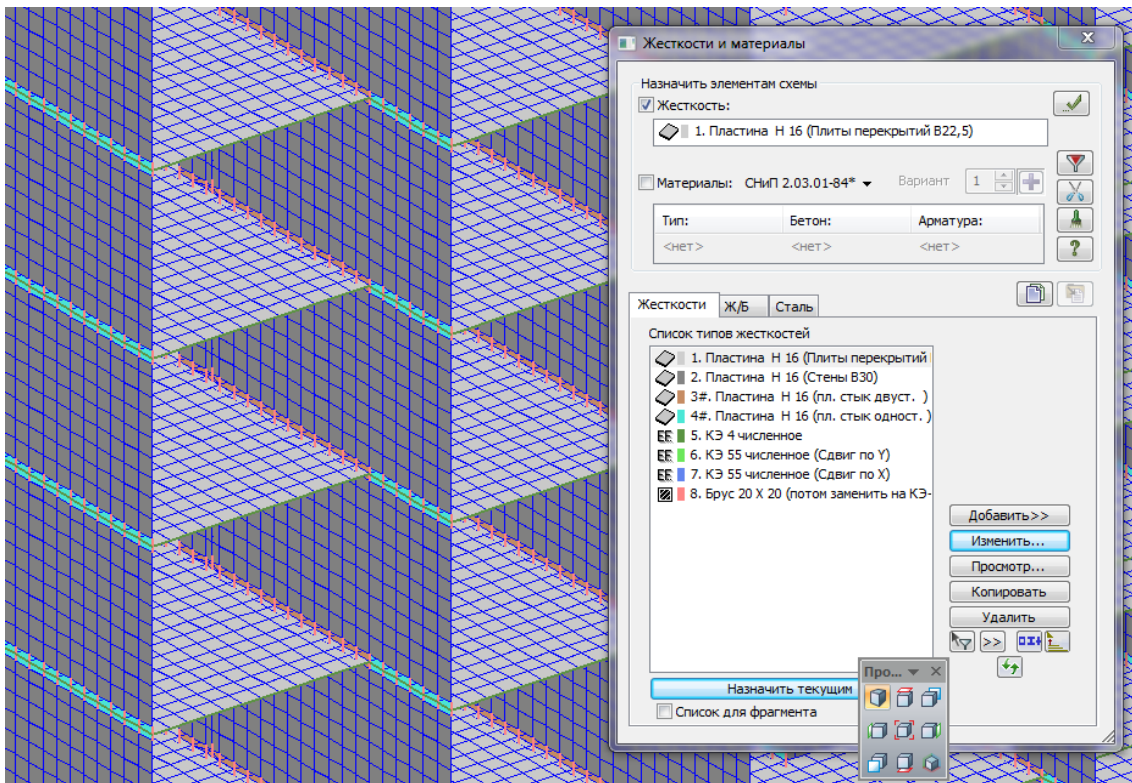 Жесткости и материалы
Назначить элементам схемы
Жесткость:
1. Пластина H 16 (Плиты перекрытий В22,5)
Материалы: СНиП 2.03.01-84* Вариант 1
Тип: Бетон: Арматура:
<нет> <нет> <нет>
Жесткости Ж/Б Сталь
Список типов жесткостей
1. Пластина H 16 (Плиты перекрытий
2. Пластина H 16 (Стены В30)
3#. Пластина H 16 (пл. стык двуст. )
4#. Пластина H 16 (пл. стык одност. )
FE 5. КЭ 4 численное
FE 6. КЭ 55 численное (Сдвиг по Y)
FE 7. КЭ 55 численное (Сдвиг по X)
8. Брус 20 X 20 (потом заменить на КЭ-
Добавить>>
Изменить...
Просмотр...
Копировать
Удалить
>>
Про...
Назначить текущим
Список для фрагмента